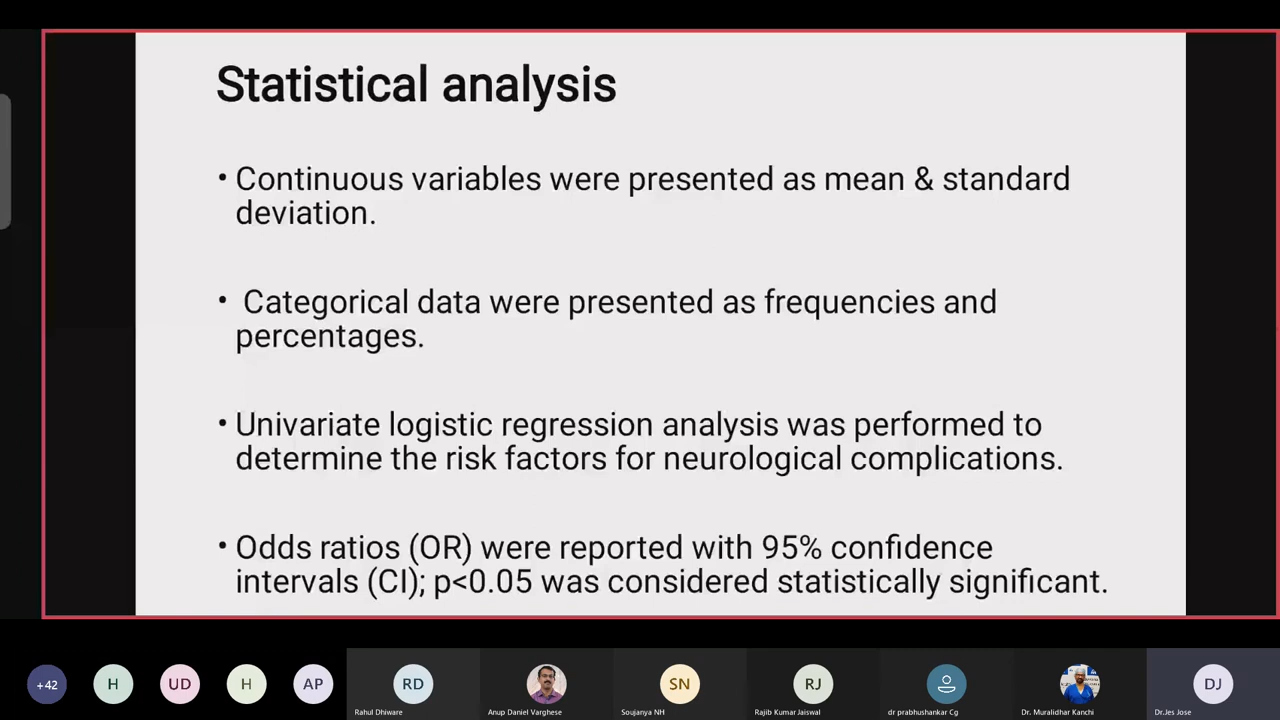 Statistical analysis
• Continuous variables were presented as mean & standard
deviation.
• Categorical data were presented as frequencies and
percentages.
• Univariate logistic regression analysis was performed to
determine the risk factors for neurological complications.
• Odds ratios (OR) were reported with 95% confidence
intervals (CI); p<0.05 was considered statistically significant.
+42 H UD H AP RD SN RJ DJ
Rahul Dhiware Anup Daniel Varghese Soujanya NH Rajib Kumar Jaiswal dr prabhushankar Cg Dr. Muralidhar Kanchi Dr.Jes Jose